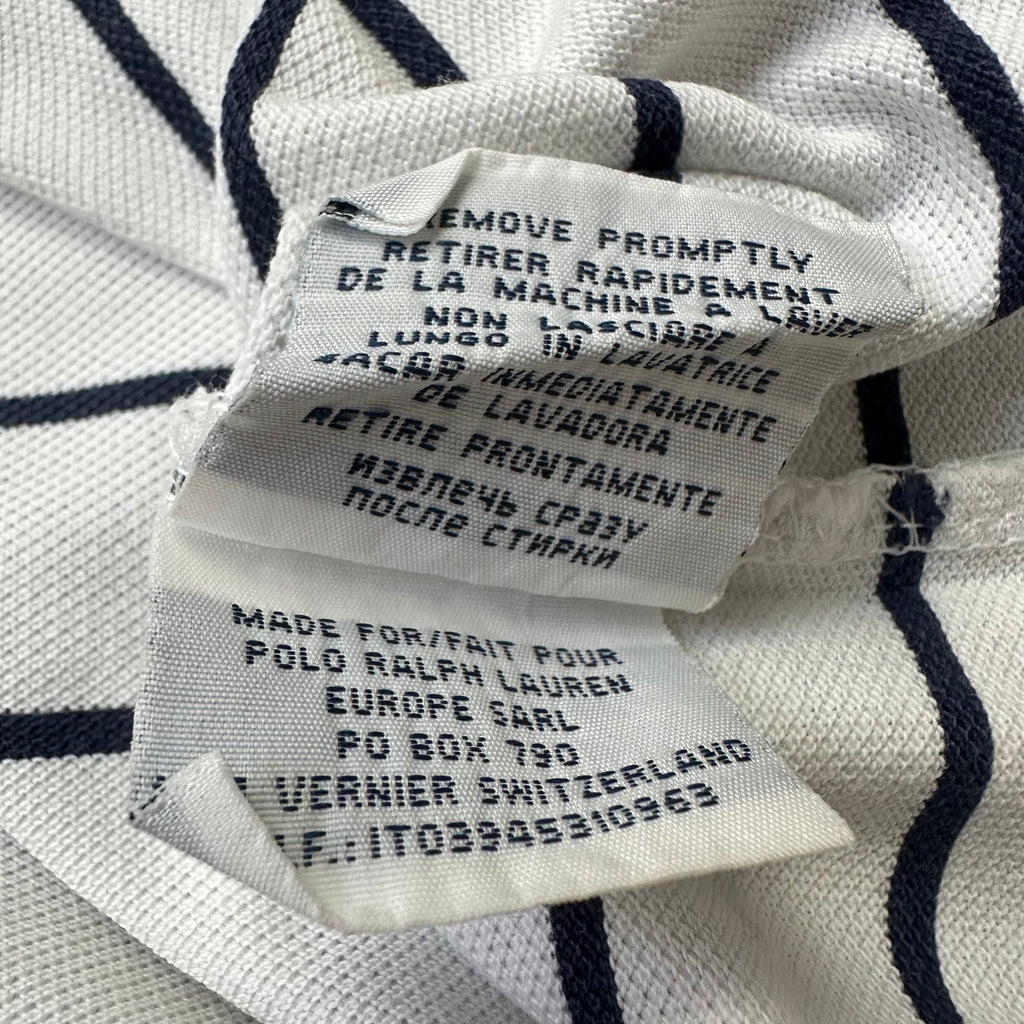 REMOVE PROMPTLY
RETIRER RAPIDEMENT
DE LA MACHINE A LAVER
NON LASCIARE A
LUNGO IN LAVATRICE
SACAR INMEDIATAMENTE
DE LAVADORA
RETIRE PRONTAMENTE
ИЗВЛЕЧЬ СРАЗУ
ПОСЛЕ СТИРКИ
MADE FOR/FAIT POUR
POLO RALPH LAUREN
EUROPE SARL
PO BOX 790
VERNIER SWITZERLAND
.F.: IT03945310963